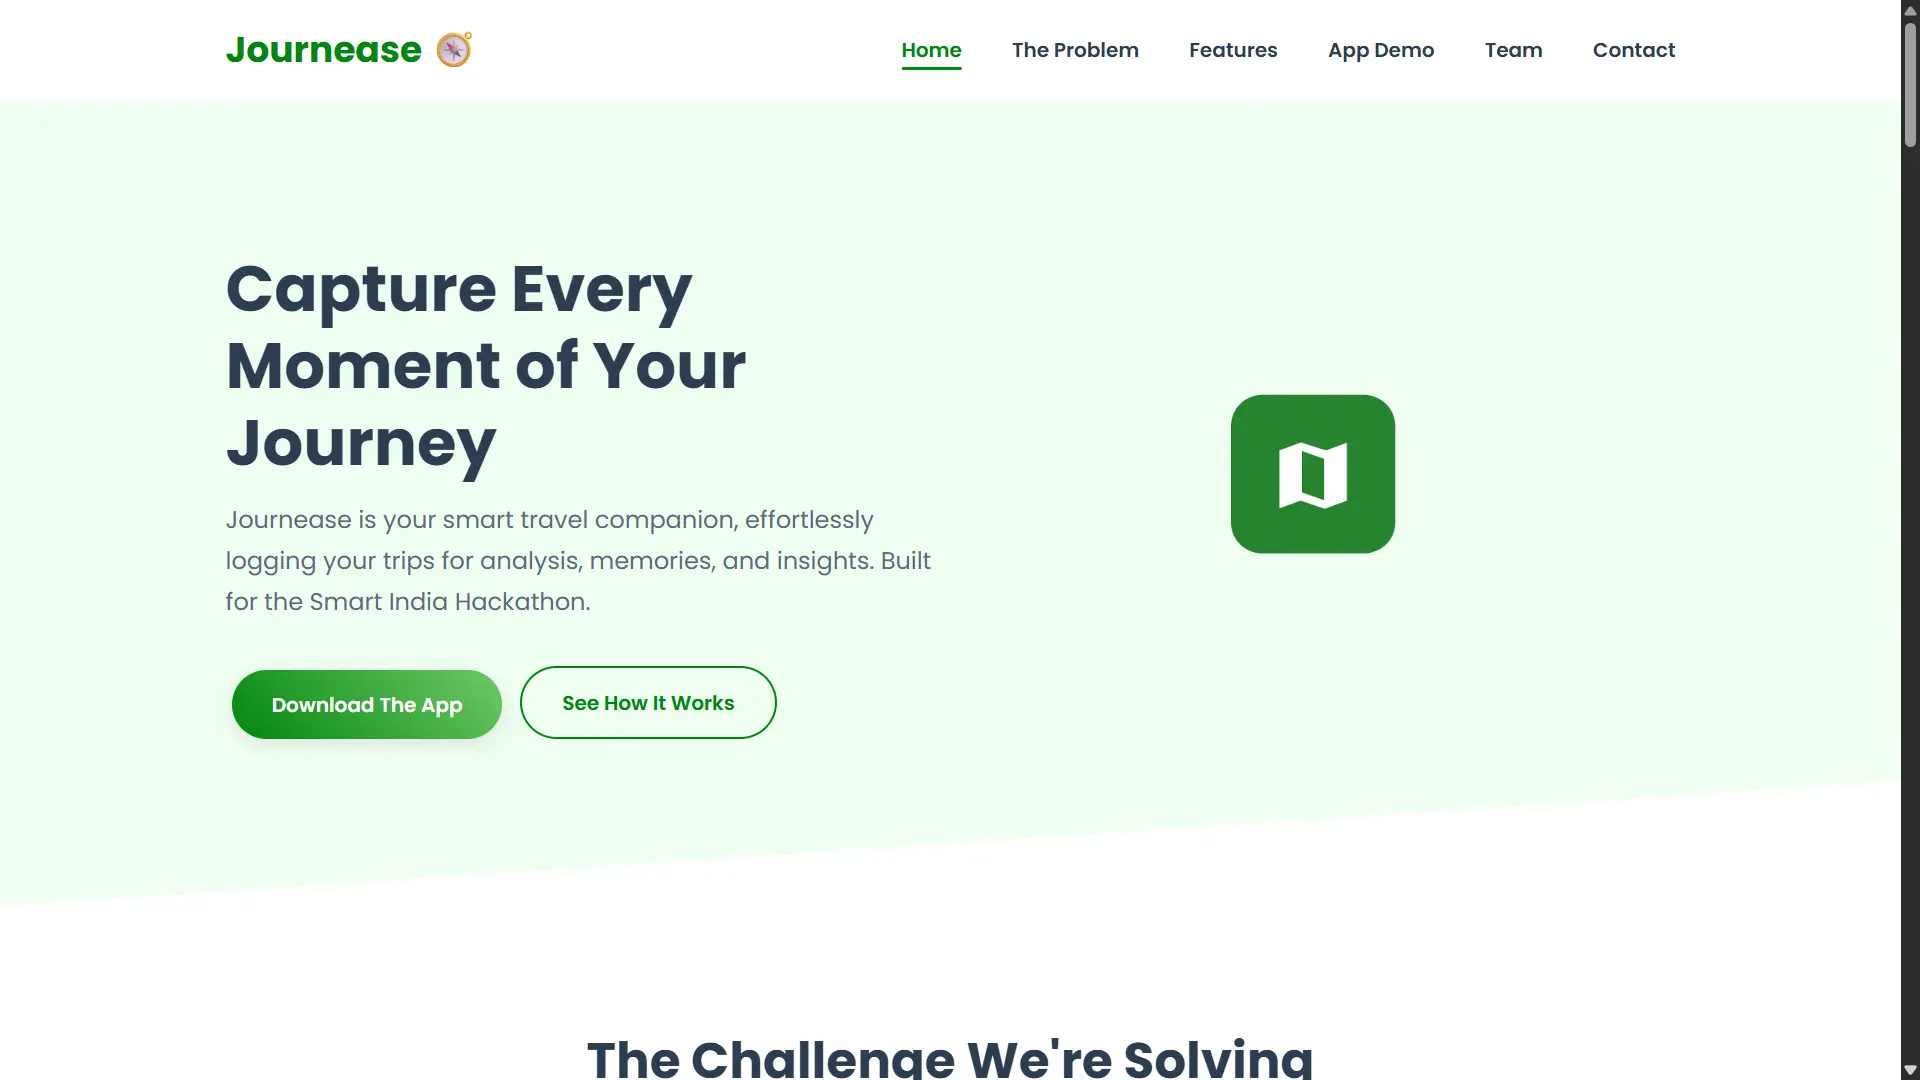 Journease
Home
The Problem
Features
App Demo
Team
Contact
Capture Every
Moment of Your
Journey
Journease is your smart travel companion, effortlessly
logging your trips for analysis, memories, and insights. Built
for the Smart India Hackathon.
Download The App
See How It Works
The Challenge We're Solving